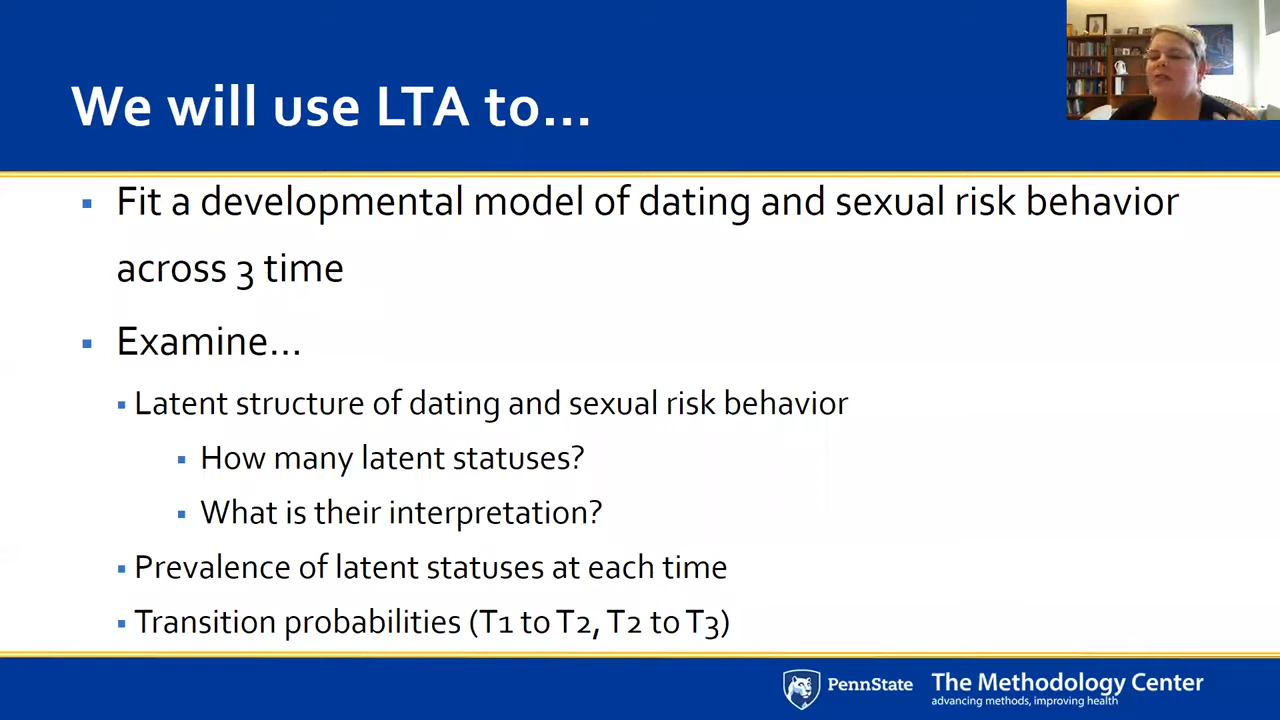 We will use LTA to...
Fit a developmental model of dating and sexual risk behavior
across 3 time
Examine...
Latent structure of dating and sexual risk behavior
How many latent statuses?
What is their interpretation?
Prevalence of latent statuses at each time
Transition probabilities (T1 to T2, T2 to T3)
PennState
The Methodology Center
advancing methods, improving health